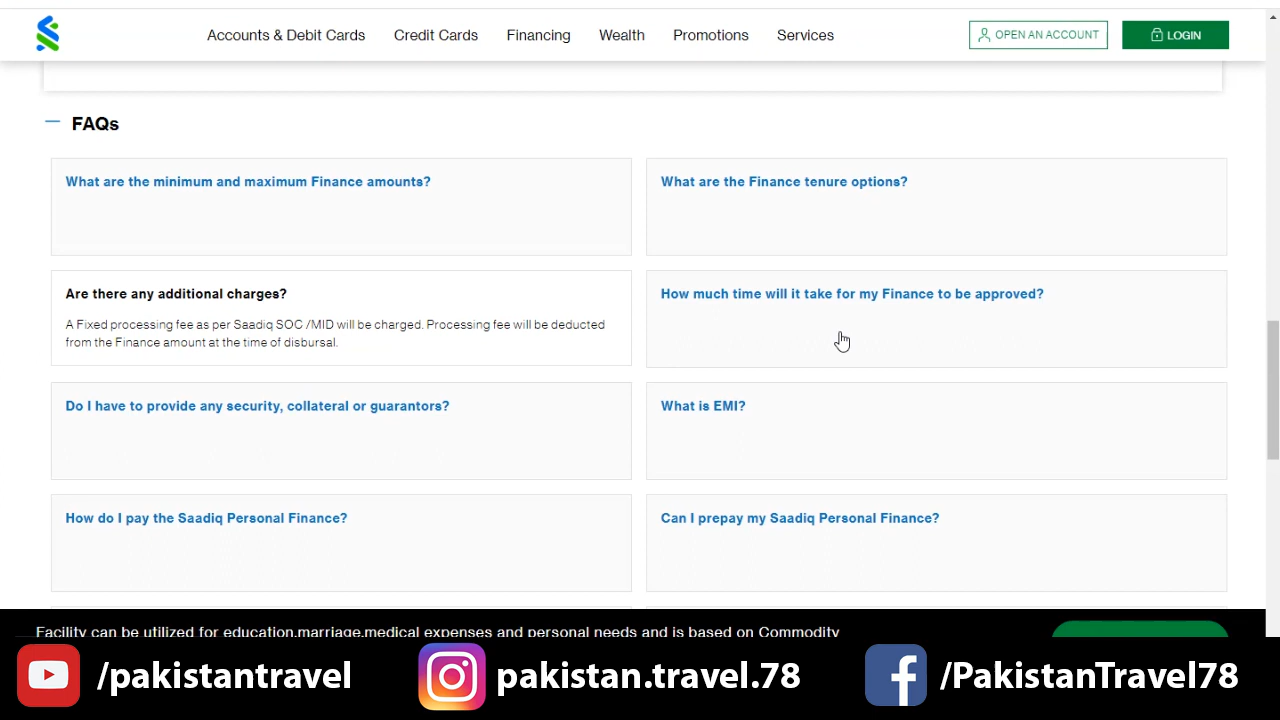 Accounts & Debit Cards Credit Cards Financing Wealth Promotions Services OPEN AN ACCOUNT LOGIN
FAQs
What are the minimum and maximum Finance amounts?
What are the Finance tenure options?
Are there any additional charges?
A Fixed processing fee as per Saadiq SOC /MID will be charged. Processing fee will be deducted
from the Finance amount at the time of disbursal.
How much time will it take for my Finance to be approved?
Do I have to provide any security, collateral or guarantors?
What is EMI?
How do I pay the Saadiq Personal Finance?
Can I prepay my Saadiq Personal Finance?
Facility can be utilized for education,marriage,medical expenses and personal needs and is based on Commodity
/pakistantravel pakistan.travel.78 /PakistanTravel78